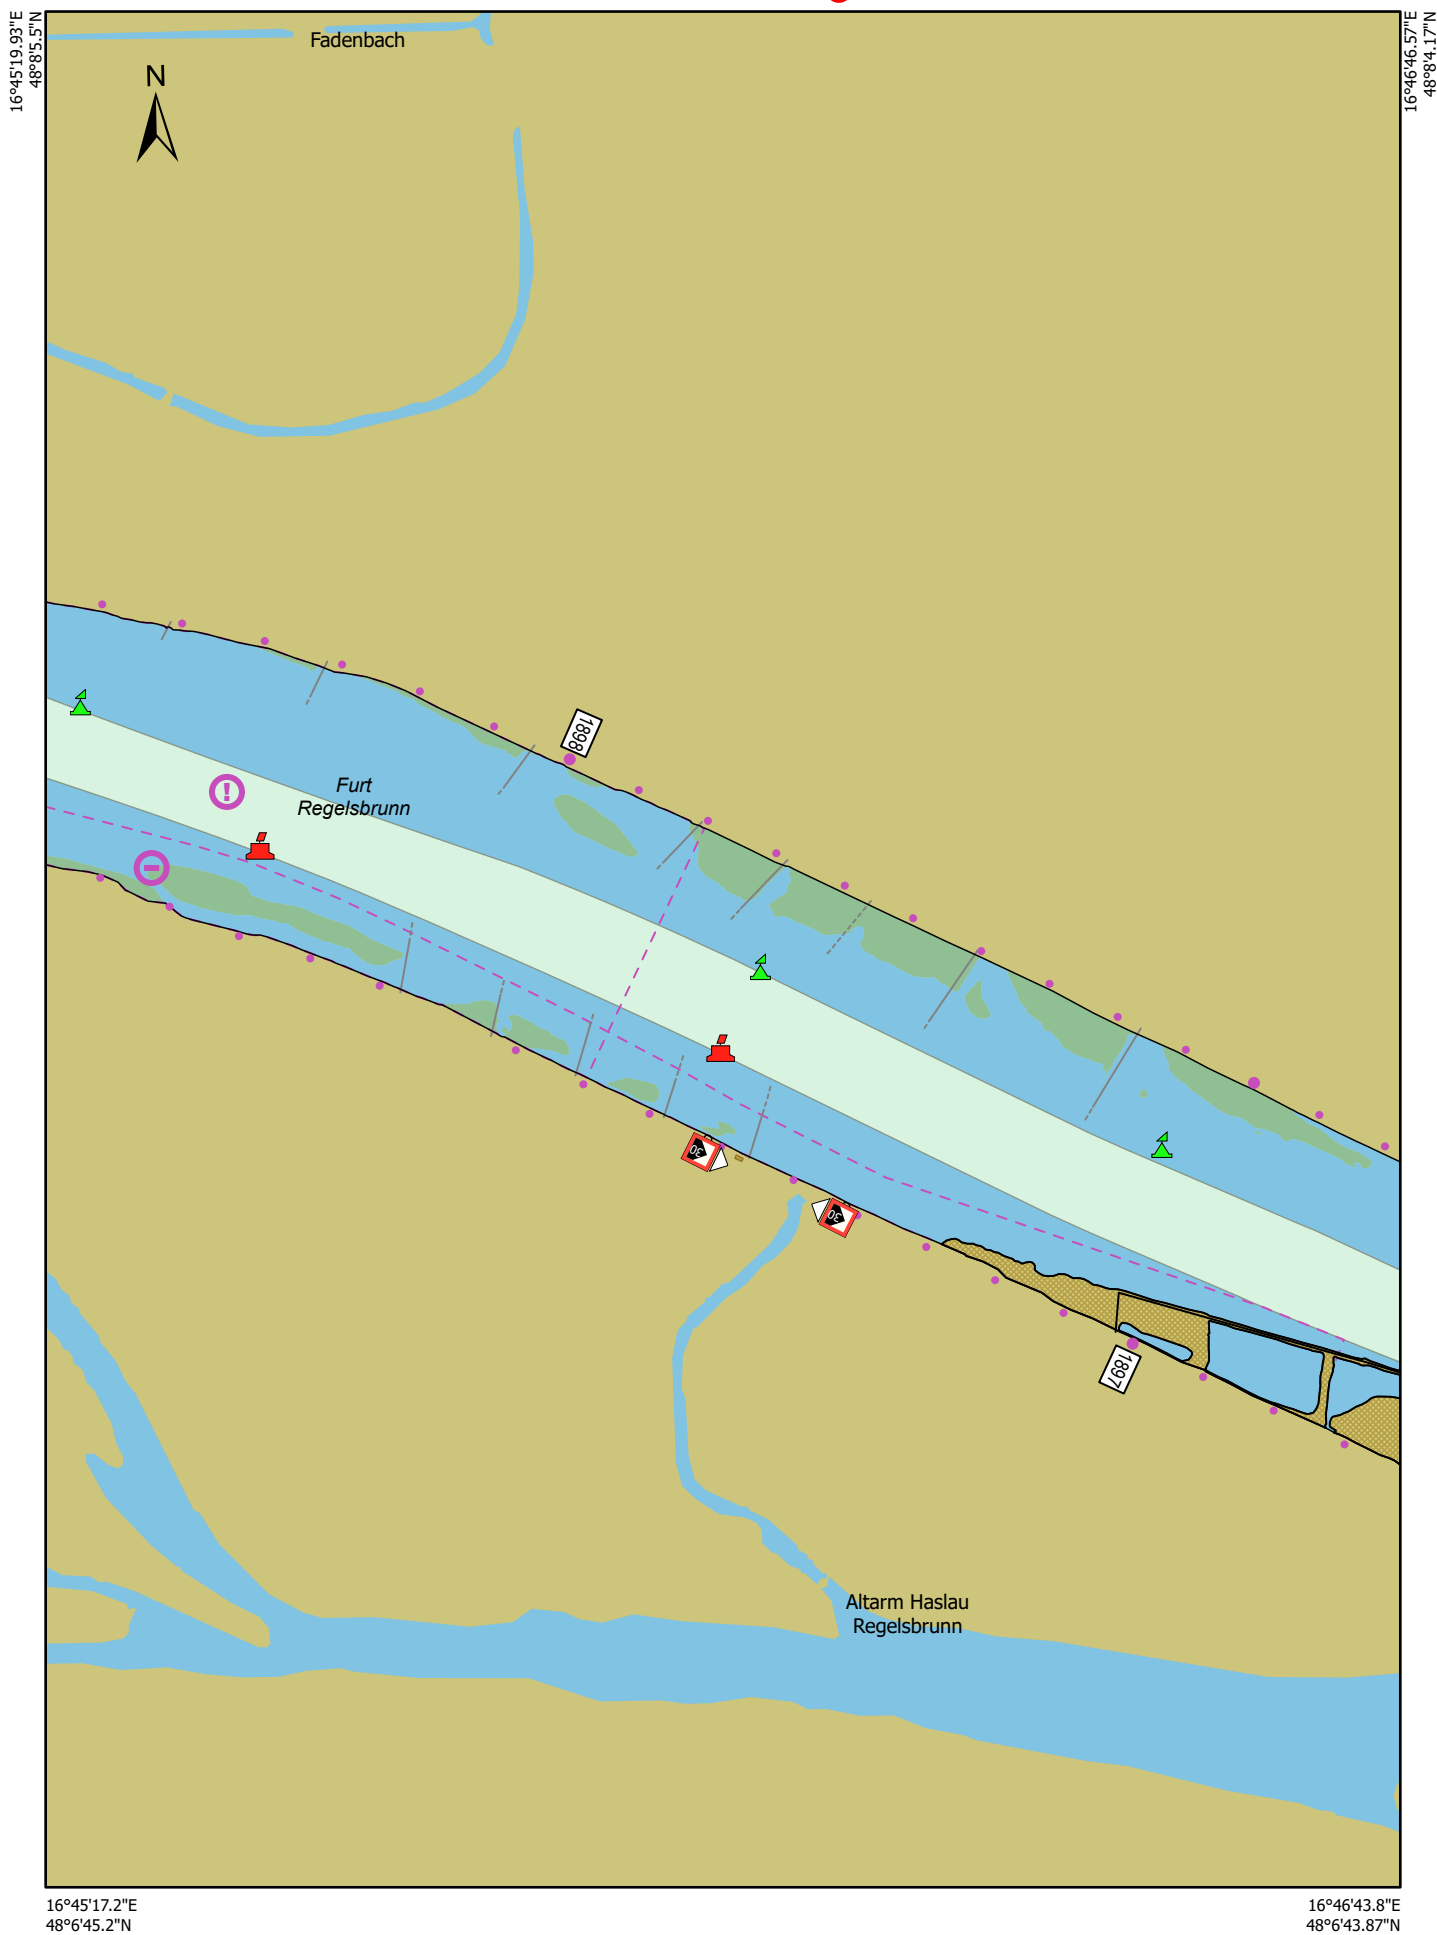 16°45'19.93"E
48°8'5.5"N
16°46'46.57"E
48°8'4.17"N
Fadenbach
N
1898
Furt
Regelsbrunn
!
30
30
1897
Altarm Haslau
Regelsbrunn
16°45'17.2"E
48°6'45.2"N
16°46'43.8"E
48°6'43.87"N